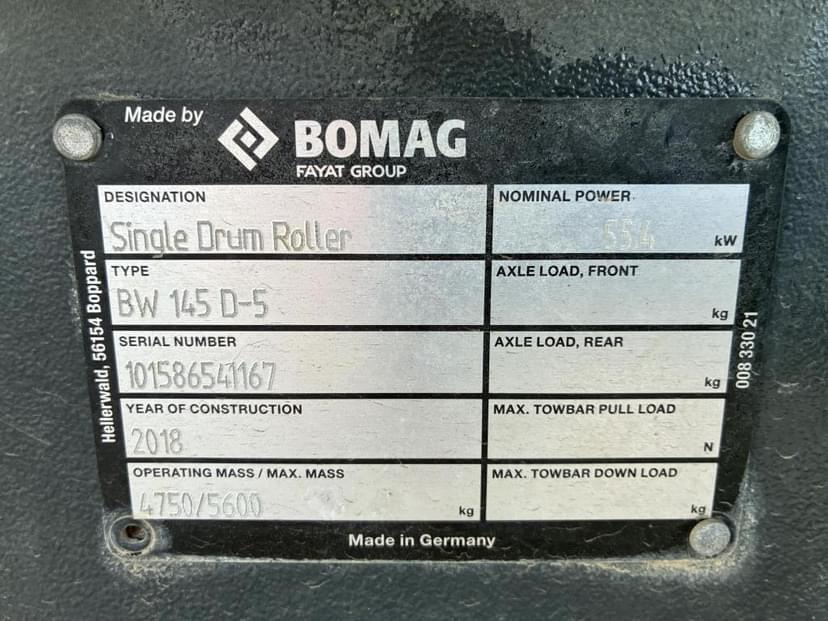 Made by
BOMAG
FAYAT GROUP
DESIGNATION
Single Drum Roller
NOMINAL POWER
55.4 kW
TYPE
BW 145 D-5
AXLE LOAD, FRONT
kg
SERIAL NUMBER
101586541167
AXLE LOAD, REAR
kg
YEAR OF CONSTRUCTION
2018
MAX. TOWBAR PULL LOAD
N
OPERATING MASS / MAX. MASS
4750/5600 kg
MAX. TOWBAR DOWN LOAD
kg
Made in Germany
Hellerwald, 56154 Boppard
008 330 21